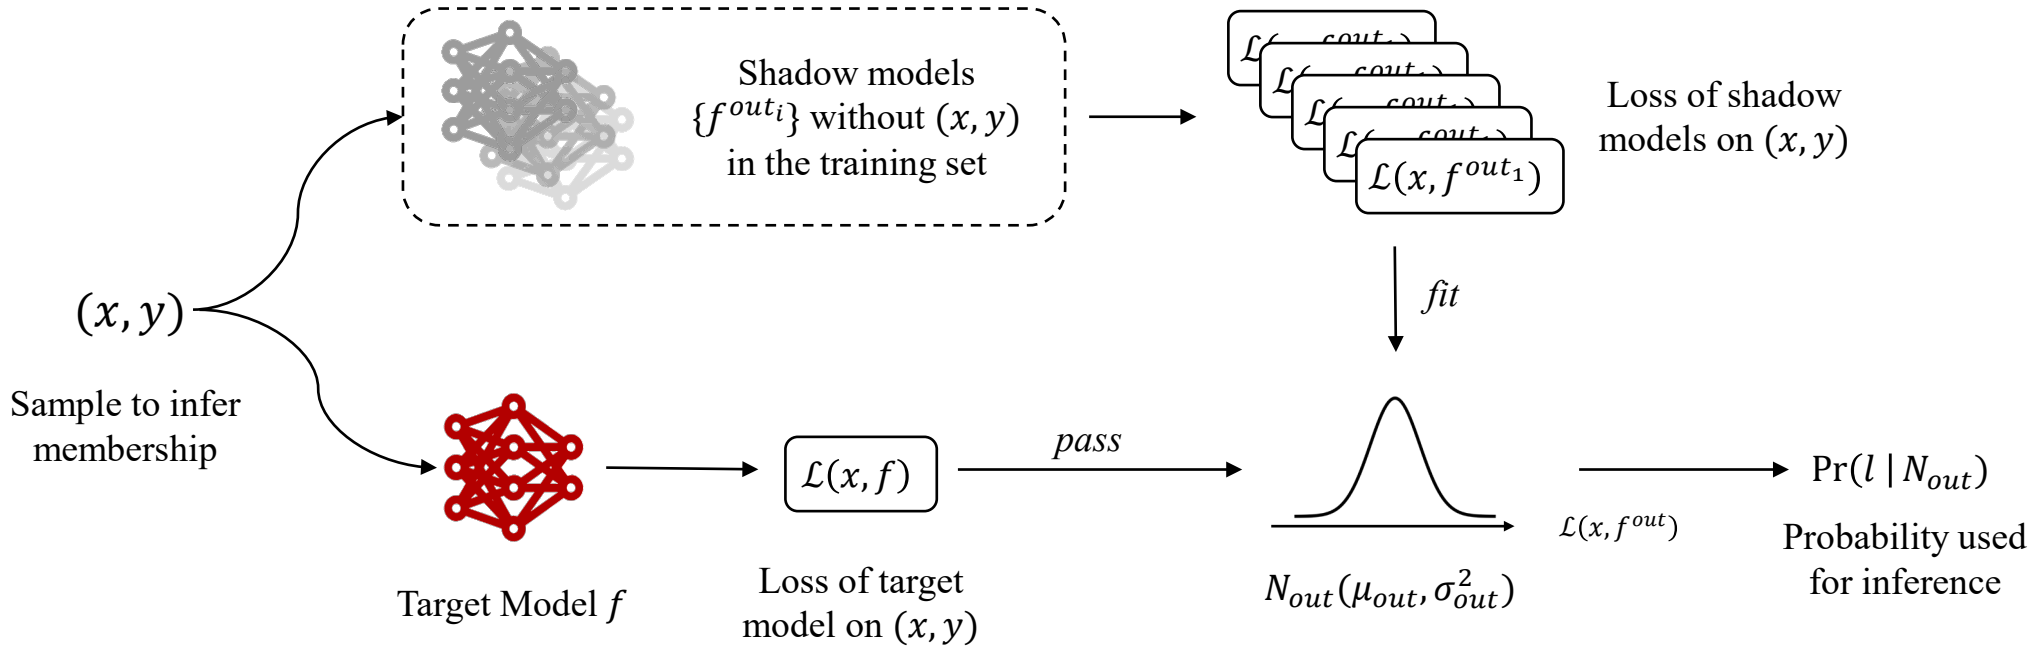 Shadow models
{f^{out_i}} without (x, y)
in the training set
ℒ(x, f^{out_1})
Loss of shadow
models on (x, y)
fit
(x, y)
Sample to infer
membership
Target Model f
ℒ(x, f)
Loss of target
model on (x, y)
pass
ℒ(x, f^{out})
N_{out}(μ_{out}, σ^2_{out})
Pr(l | N_{out})
Probability used
for inference